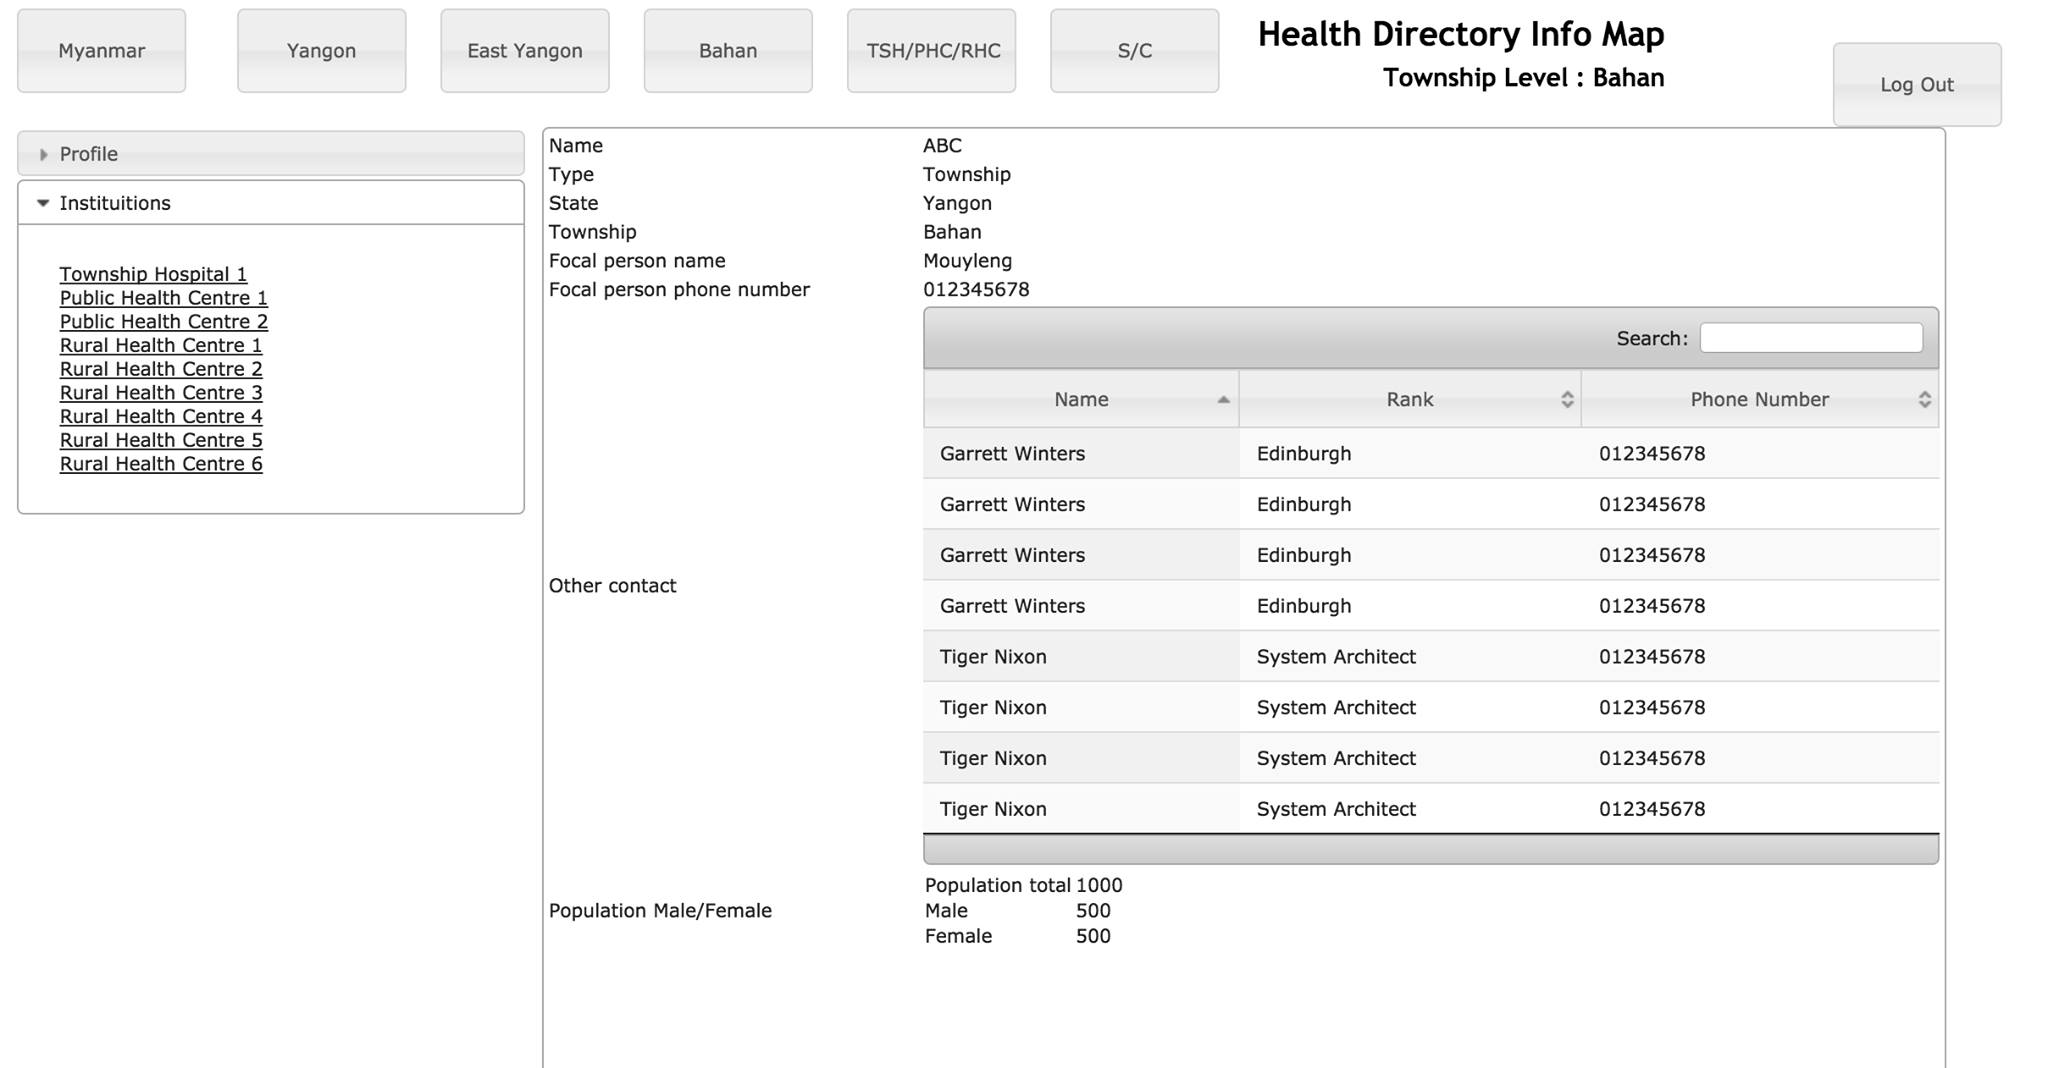 Myanmar Yangon East Yangon Bahan TSH/PHC/RHC S/C
Health Directory Info Map
Township Level : Bahan
Log Out
Profile
Instituitions
Township Hospital 1
Public Health Centre 1
Public Health Centre 2
Rural Health Centre 1
Rural Health Centre 2
Rural Health Centre 3
Rural Health Centre 4
Rural Health Centre 5
Rural Health Centre 6
Name ABC
Type Township
State Yangon
Township Bahan
Focal person name Mouyleng
Focal person phone number 012345678
Other contact
Search:
Name Rank Phone Number
Garrett Winters Edinburgh 012345678
Garrett Winters Edinburgh 012345678
Garrett Winters Edinburgh 012345678
Garrett Winters Edinburgh 012345678
Tiger Nixon System Architect 012345678
Tiger Nixon System Architect 012345678
Tiger Nixon System Architect 012345678
Tiger Nixon System Architect 012345678
Population Male/Female
Population total 1000
Male 500
Female 500